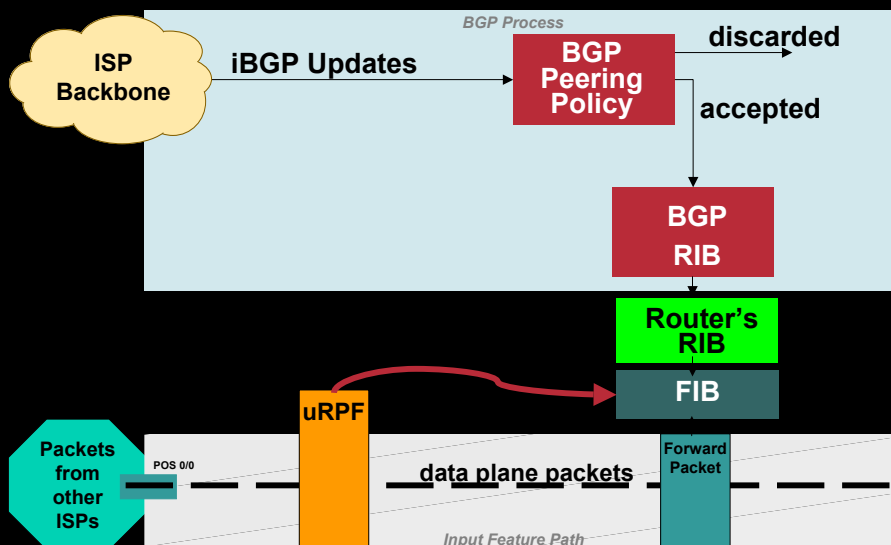 BGP Process
ISP
Backbone
iBGP Updates
BGP
Peering
Policy
discarded
accepted
BGP
RIB
Router's
RIB
FIB
uRPF
Packets
from
other
ISPs
POS 0/0
data plane packets
Forward
Packet
Input Feature Path